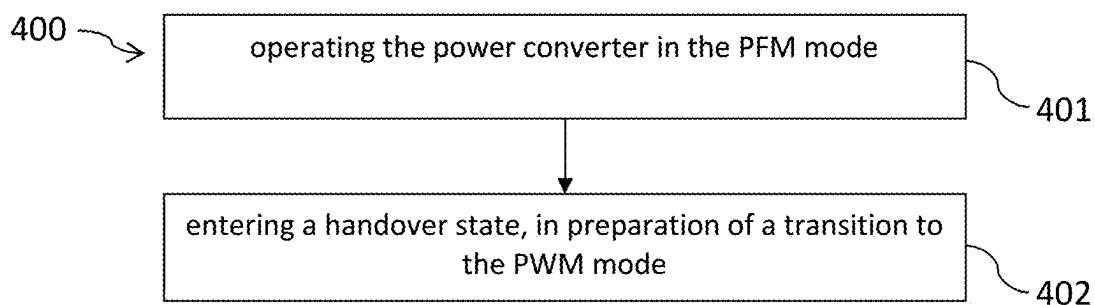 400
operating the power converter in the PFM mode
401
entering a handover state, in preparation of a transition to
the PWM mode
402